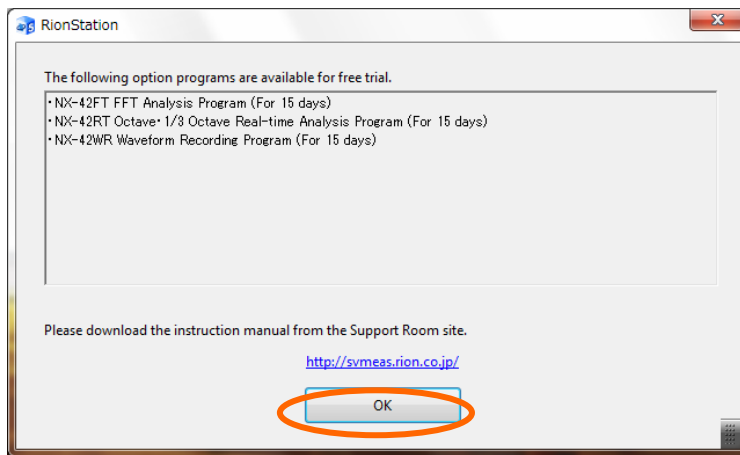 RionStation
The following option programs are available for free trial.
・NX-42FT FFT Analysis Program (For 15 days)
・NX-42RT Octave・1/3 Octave Real-time Analysis Program (For 15 days)
・NX-42WR Waveform Recording Program (For 15 days)
Please download the instruction manual from the Support Room site.
http://svmeas.rion.co.jp/
OK